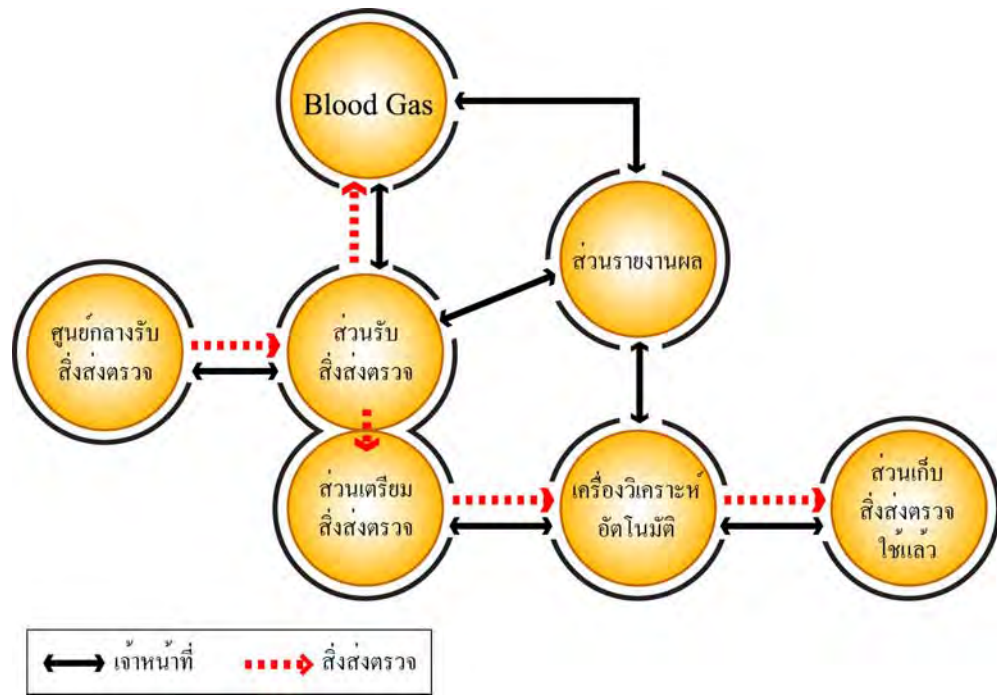 Blood Gas
ส่วนรายงานผล
ศูนย์กลางรับ
สิ่งส่งตรวจ
ส่วนรับ
สิ่งส่งตรวจ
ส่วนเตรียม
สิ่งส่งตรวจ
เครื่องวิเคราะห์
อัตโนมัติ
ส่วนเก็บ
สิ่งส่งตรวจ
ใช้แล้ว
เจ้าหน้าที่
สิ่งส่งตรวจ